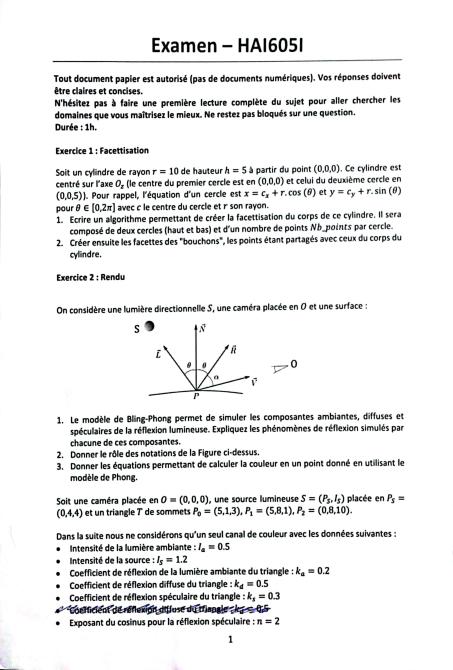 Examen – HAI605I
Tout document papier est autorisé (pas de documents numériques). Vos réponses doivent
être claires et concises.
N'hésitez pas à faire une première lecture complète du sujet pour aller chercher les
domaines que vous maîtrisez le mieux. Ne restez pas bloqués sur une question.
Durée : 1h.
Exercice 1 : Facettisation
Soit un cylindre de rayon r = 10 de hauteur h = 5 à partir du point (0,0,0). Ce cylindre est
centré sur l'axe O_z (le centre du premier cercle est en (0,0,0) et celui du deuxième cercle en
(0,0,5)). Pour rappel, l'équation d'un cercle est x = c_x + r.cos (θ) et y = c_y + r.sin (θ)
pour θ ∈ [0,2π] avec c le centre du cercle et r son rayon.
1. Ecrire un algorithme permettant de créer la facettisation du corps de ce cylindre. Il sera
composé de deux cercles (haut et bas) et d'un nombre de points Nb_points par cercle.
2. Créer ensuite les facettes des "bouchons", les points étant partagés avec ceux du corps du
cylindre.
Exercice 2 : Rendu
On considère une lumière directionnelle S, une caméra placée en O et une surface :
S
N
L
R
θ θ
α
V
O
P
1. Le modèle de Bling-Phong permet de simuler les composantes ambiantes, diffuses et
spéculaires de la réflexion lumineuse. Expliquez les phénomènes de réflexion simulés par
chacune de ces composantes.
2. Donner le rôle des notations de la Figure ci-dessus.
3. Donner les équations permettant de calculer la couleur en un point donné en utilisant le
modèle de Phong.
Soit une caméra placée en O = (0,0,0), une source lumineuse S = (P_S, I_S) placée en P_S =
(0,4,4) et un triangle T de sommets P_0 = (5,1,3), P_1 = (5,8,1), P_2 = (0,8,10).
Dans la suite nous ne considérons qu'un seul canal de couleur avec les données suivantes :
• Intensité de la lumière ambiante : I_a = 0.5
• Intensité de la source : I_S = 1.2
• Coefficient de réflexion de la lumière ambiante du triangle : k_a = 0.2
• Coefficient de réflexion diffuse du triangle : k_d = 0.5
• Coefficient de réflexion spéculaire du triangle : k_s = 0.3
• Coefficient de réflexion diffuse du triangle
• Exposant du cosinus pour la réflexion spéculaire : n = 2
1